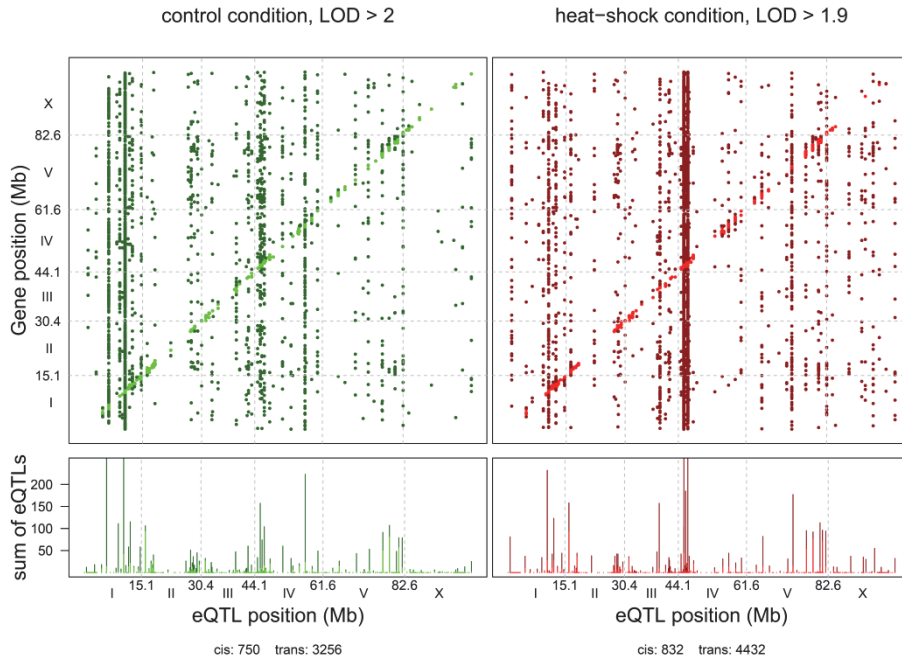 control condition, LOD > 2
heat−shock condition, LOD > 1.9
Gene position (Mb)
X
82.6
V
61.6
IV
44.1
III
30.4
II
15.1
I
sum of eQTLs
200
150
100
50
15.1 30.4 44.1 61.6 82.6
I II III IV V X
eQTL position (Mb)
cis: 750 trans: 3256
15.1 30.4 44.1 61.6 82.6
I II III IV V X
eQTL position (Mb)
cis: 832 trans: 4432